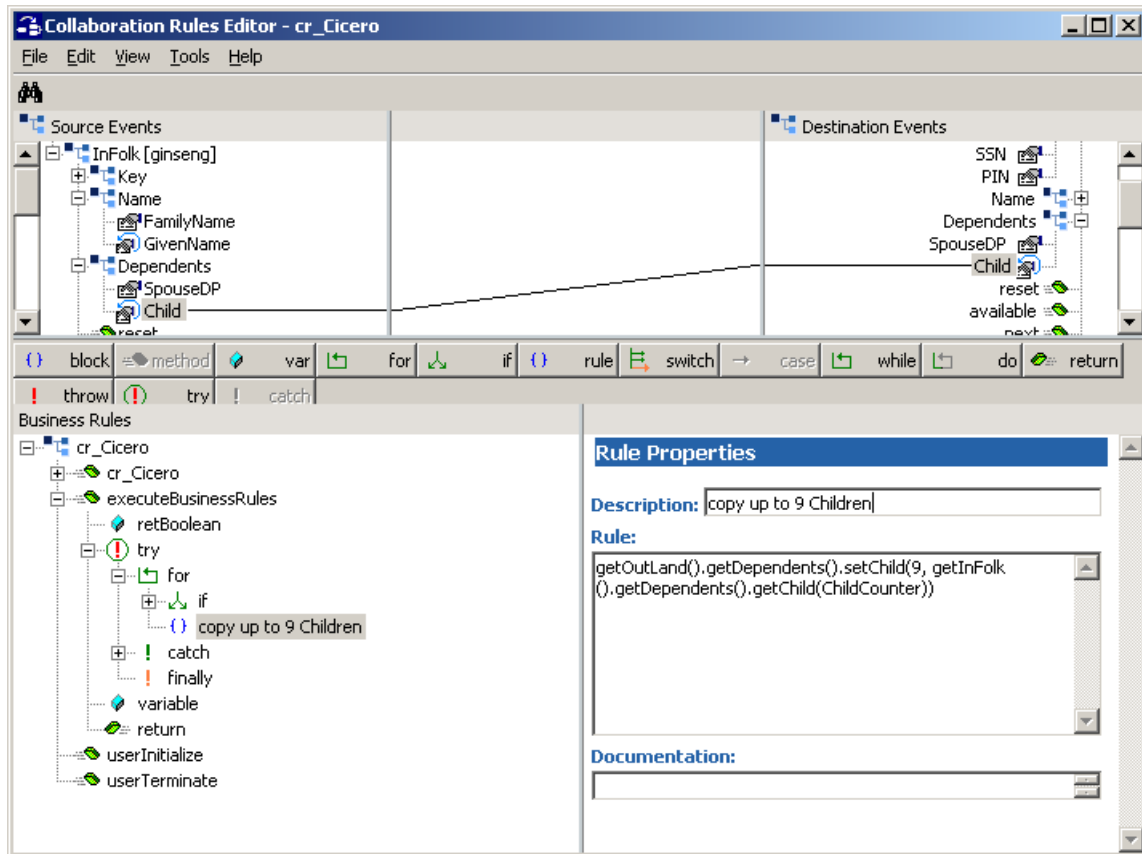 Collaboration Rules Editor - cr_Cicero
File Edit View Tools Help
Source Events
Destination Events
InFolk [ginseng]
Key
Name
FamilyName
GivenName
Dependents
SpouseDP
Child
reset
SSN
PIN
Name
Dependents
SpouseDP
Child
reset
available
next
{} block method var for if {} rule switch → case while do return
! throw try ! catch
Business Rules
cr_Cicero
cr_Cicero
executeBusinessRules
retBoolean
try
for
if
{} copy up to 9 Children
! catch
! finally
variable
return
userInitialize
userTerminate
Rule Properties
Description: copy up to 9 Children
Rule:
getOutLand().getDependents().setChild(9, getInFolk
().getDependents().getChild(ChildCounter))
Documentation: